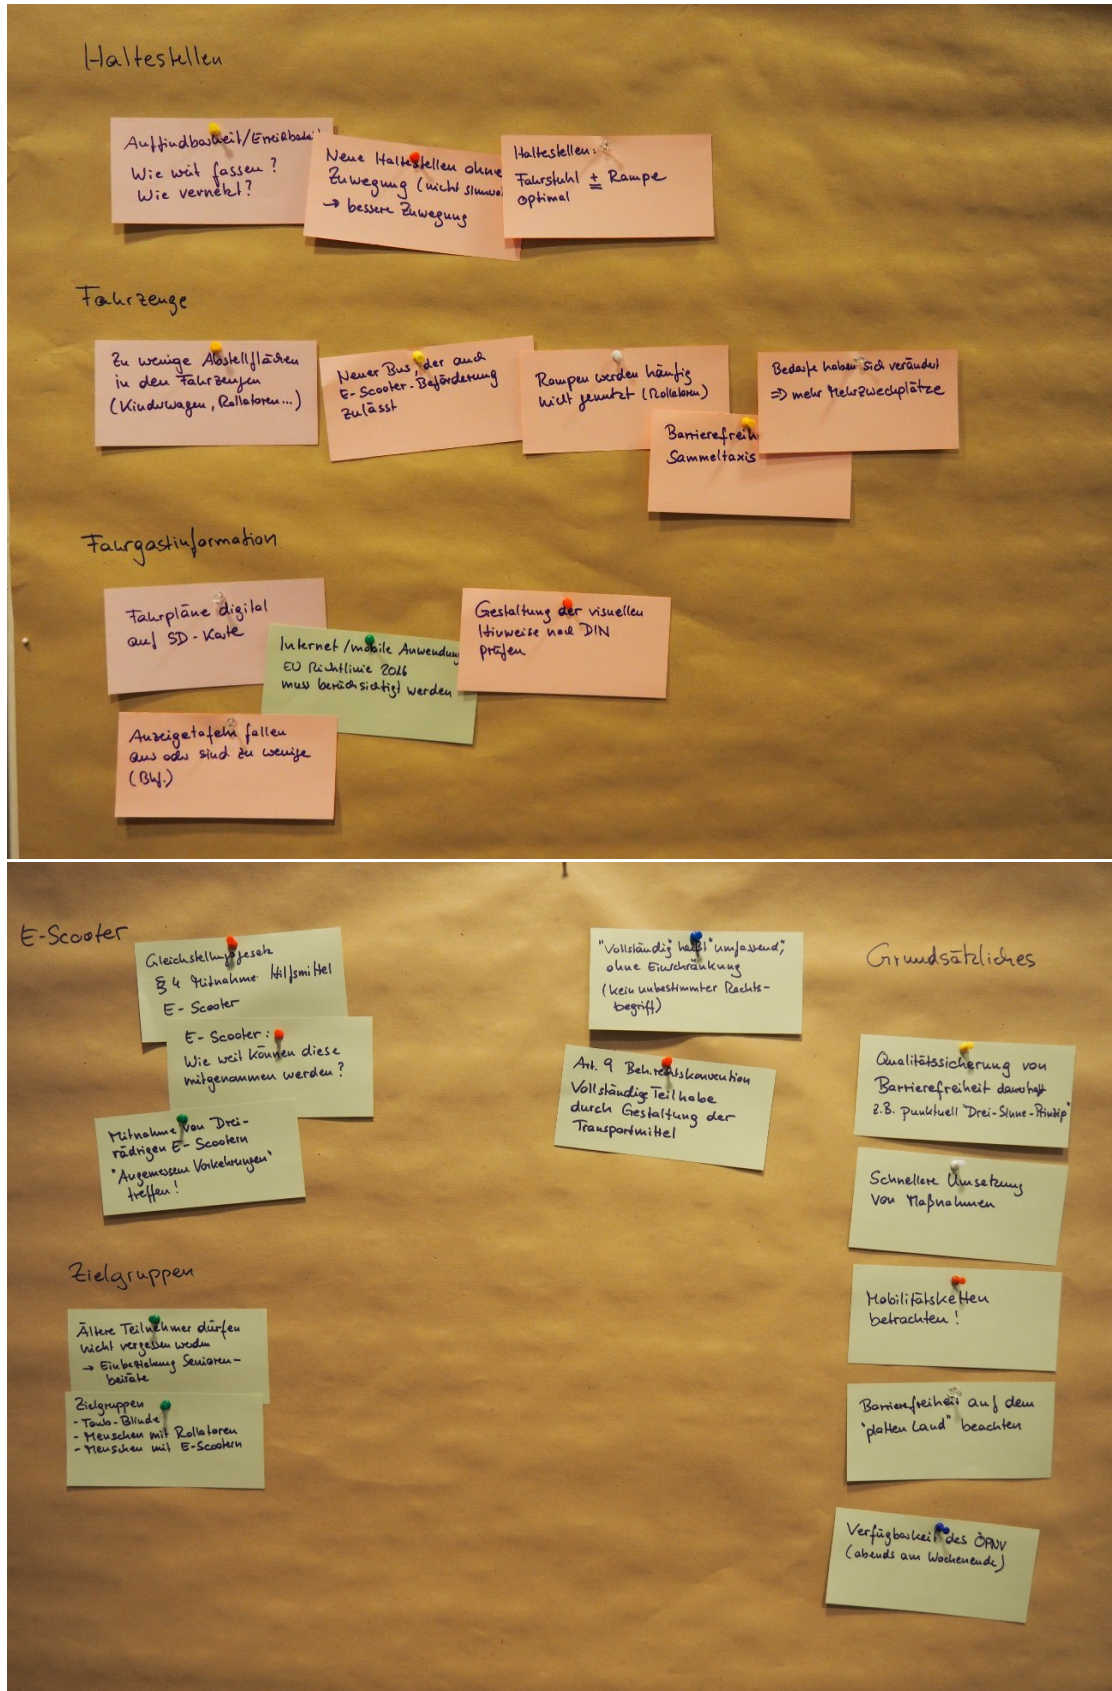 Haltestellen
Auffindbarkeit/Erreichbarkei
Wie weit fassen?
Wie vernetzt?
Neue Haltestellen ohne
Zuwegung (nicht sinnvo
→ bessere Zuwegung
Haltestellen:
Fahrstuhl + Rampe
optimal
Fahrzeuge
Zu wenige Abstellflächen
in den Fahrzeugen
(Kinderwagen, Rollatoren...)
Neuer Bus, der auch
E-Scooter-Beförderung
zulässt
Rampen werden häufig
nicht genutzt (Rollatoren)
Barrierefreih
Sammeltaxis
Bedarfe haben sich verändert
⇒ mehr Mehrzweckplätze
Fahrgastinformation
Fahrpläne digital
auf SD-Karte
Internet/mobile Anwendung
EU Richtlinie 2016
muss berücksichtigt werden
Gestaltung der visuellen
Hinweise nach DIN
prüfen
Anzeigetafeln fallen
aus oder sind zu wenige
(Bhf.)
E-Scooter
Gleichstellungsgesetz
§ 4 Mitnahme Hilfsmittel
E-Scooter
E-Scooter:
Wie weit können diese
mitgenommen werden?
Mitnahme von Drei-
rädrigen E-Scootern
"Angemessene Vorkehrungen"
treffen!
Zielgruppen
Ältere Teilnehmer dürfen
nicht vergessen werden
→ Einbeziehung Senioren-
beiräte
Zielgruppen
- Taub-Blinde
- Menschen mit Rollatoren
- Menschen mit E-Scootern
"Vollständig" heißt "umfassend",
ohne Einschränkung
(kein unbestimmter Rechts-
begriff)
Art. 9 Beh.rechtskonvention
Vollständige Teilhabe
durch Gestaltung der
Transportmittel
Grundsätzliches
Qualitätssicherung von
Barrierefreiheit dauerhaft
z.B. punktuell "Drei-Sinne-Prinzip"
Schnellere Umsetzung
von Maßnahmen
Mobilitätsketten
betrachten!
Barrierefreiheit auf dem
"platten Land" beachten
Verfügbarkeit des ÖPNV
(abends am Wochenende)